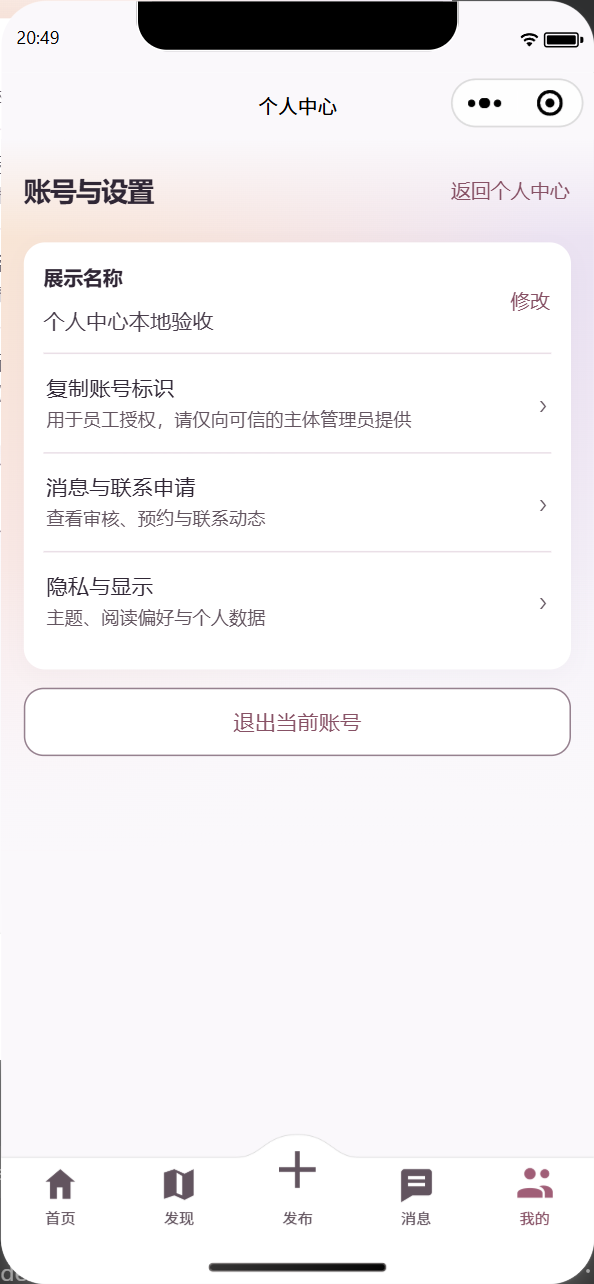 20:49
个人中心
账号与设置
返回个人中心
展示名称
修改
个人中心本地验收
复制账号标识
用于员工授权，请仅向可信的主体管理员提供
消息与联系申请
查看审核、预约与联系动态
隐私与显示
主题、阅读偏好与个人数据
退出当前账号
首页
发现
发布
消息
我的